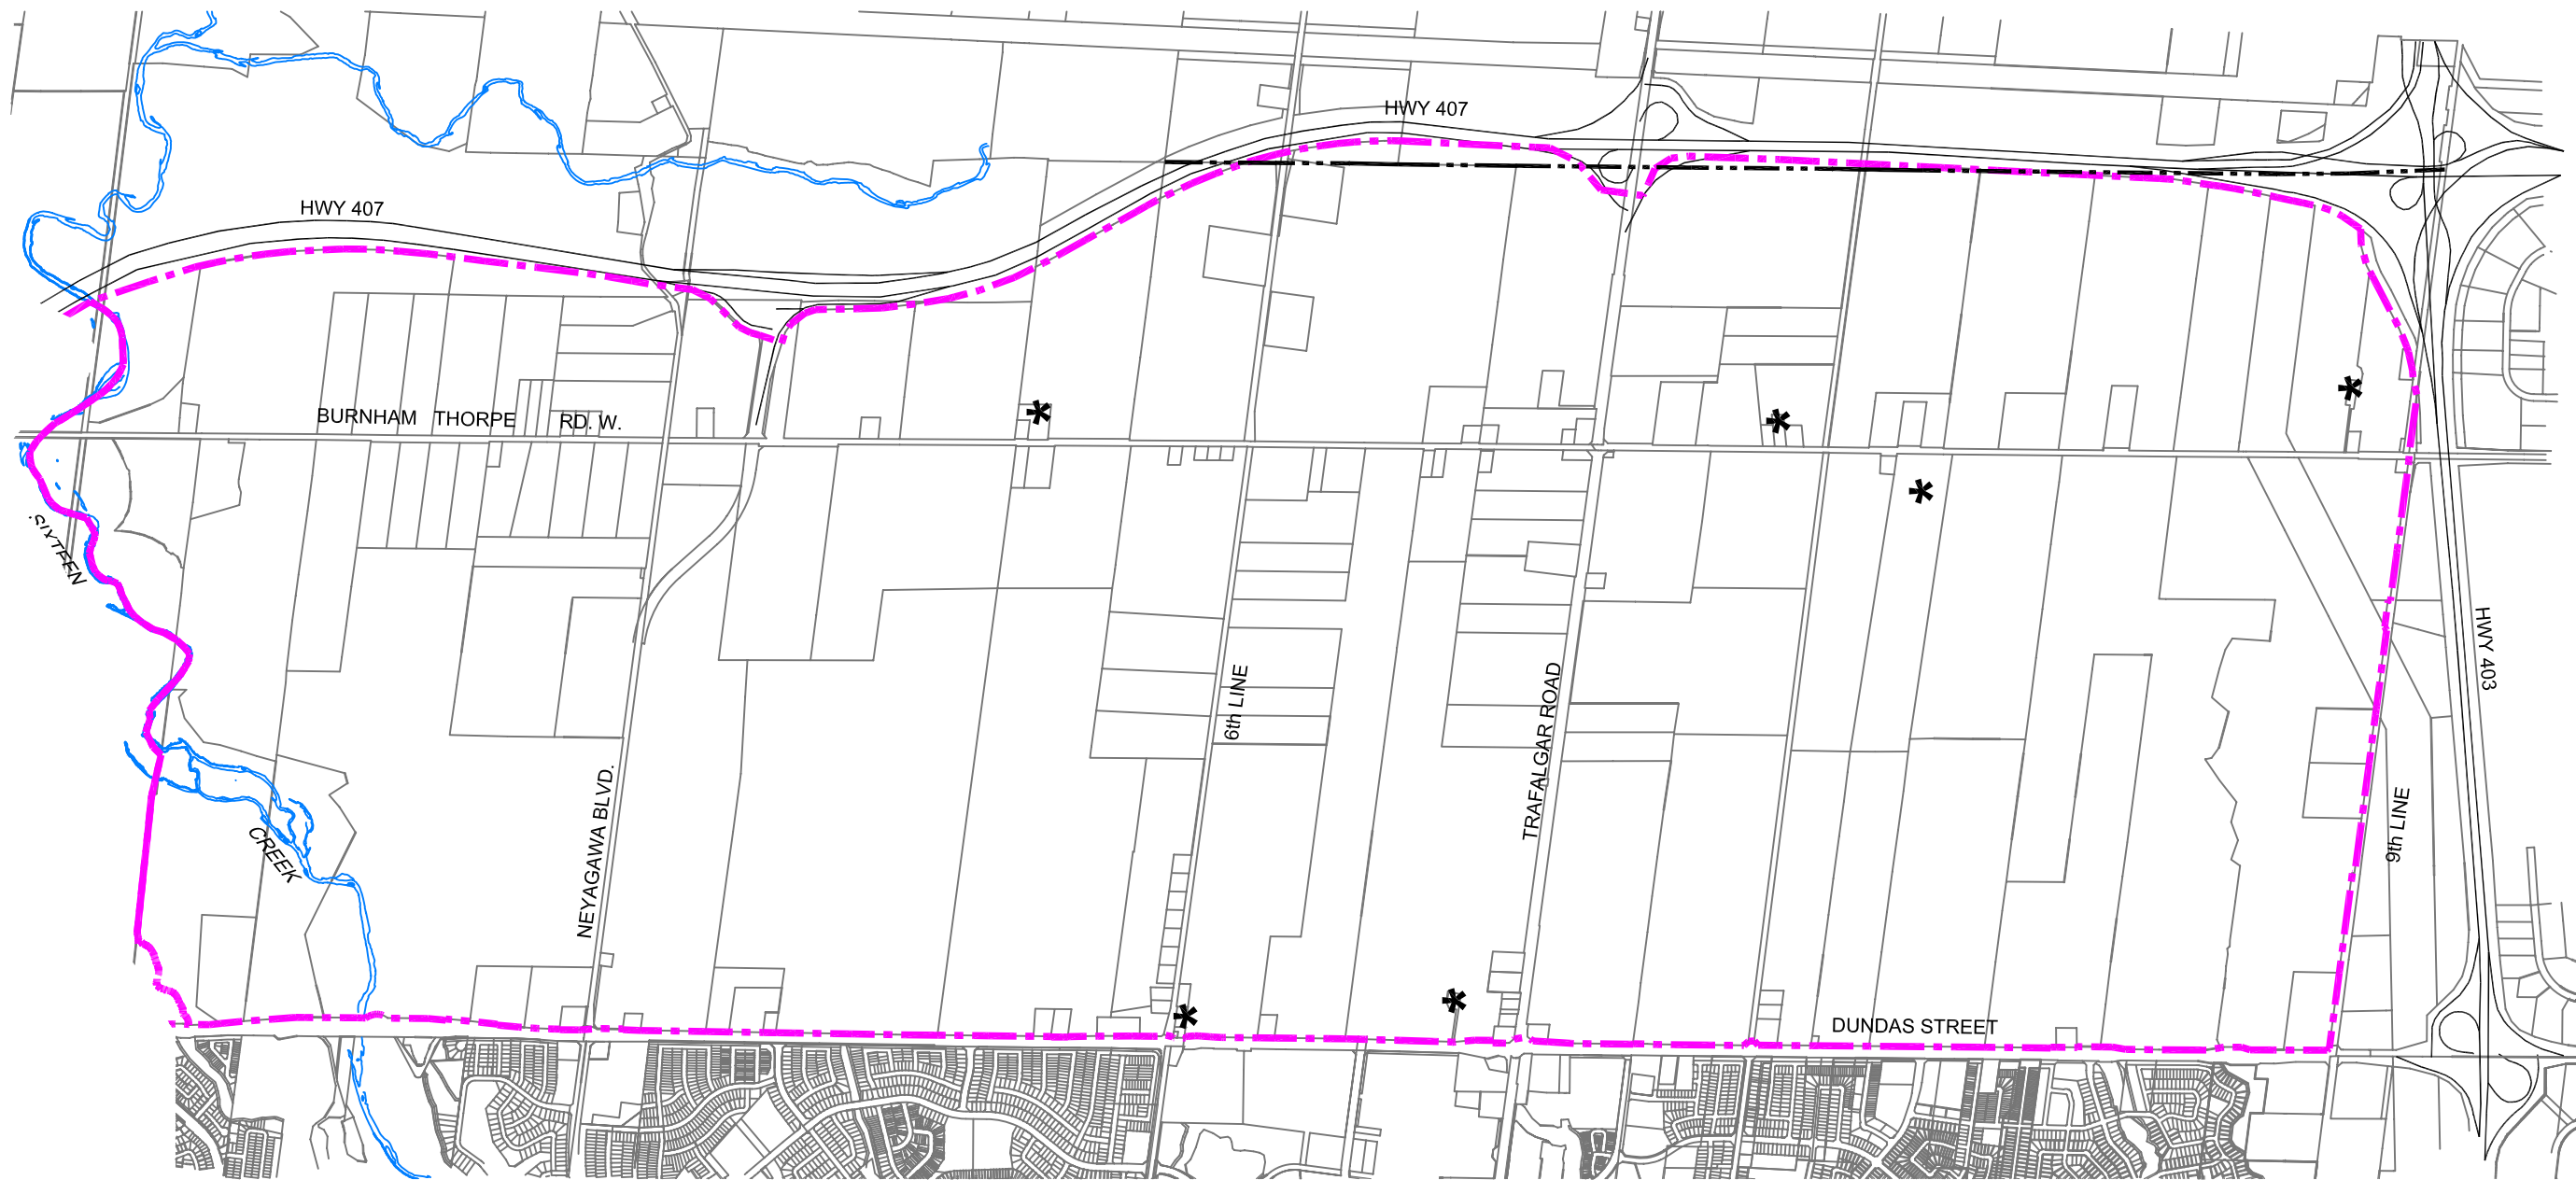 HWY 407
HWY 407
BURNHAM THORPE RD. W.
SIXTEEN
CREEK
NEYAGAWA BLVD.
6th LINE
TRAFALGAR ROAD
9th LINE
HWY 403
DUNDAS STREET